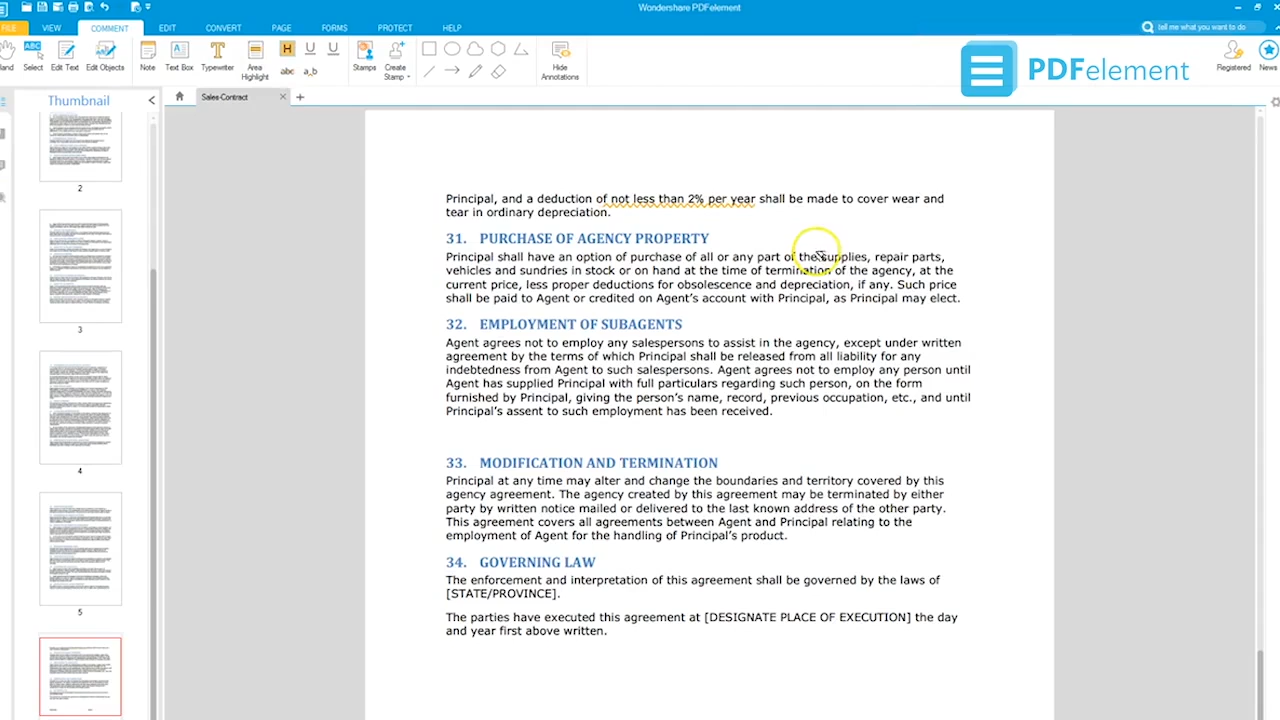 Wondershare PDFelement
FILE VIEW COMMENT EDIT CONVERT PAGE FORMS PROTECT HELP
tell me what you want to do
Select Edit Text Edit Objects Note Text Box Typewriter Area Highlight Stamps Create Stamp Hide Annotations
Registered News
PDFelement
Thumbnail
Sales-Contract
2
3
4
5
Principal, and a deduction of not less than 2% per year shall be made to cover wear and
tear in ordinary depreciation.
31. PURCHASE OF AGENCY PROPERTY
Principal shall have an option of purchase of all or any part of the supplies, repair parts,
vehicles and sundries in stock or on hand at the time of termination of the agency, at the
current price, less proper deductions for obsolescence and depreciation, if any. Such price
shall be paid to Agent or credited on Agent's account with Principal, as Principal may elect.
32. EMPLOYMENT OF SUBAGENTS
Agent agrees not to employ any salespersons to assist in the agency, except under written
agreement by the terms of which Principal shall be released from all liability for any
indebtedness from Agent to such salespersons. Agent agrees not to employ any person until
Agent has supplied Principal with full particulars regarding such person, on the form
furnished by Principal, giving the person's name, record, previous occupation, etc., and until
Principal's assent to such employment has been received.
33. MODIFICATION AND TERMINATION
Principal at any time may alter and change the boundaries and territory covered by this
agency agreement. The agency created by this agreement may be terminated by either
party by written notice mailed or delivered to the last known address of the other party.
This agreement covers all agreements between Agent and Principal relating to the
employment of Agent for the handling of Principal's product.
34. GOVERNING LAW
The enforcement and interpretation of this agreement shall be governed by the laws of
[STATE/PROVINCE].
The parties have executed this agreement at [DESIGNATE PLACE OF EXECUTION] the day
and year first above written.